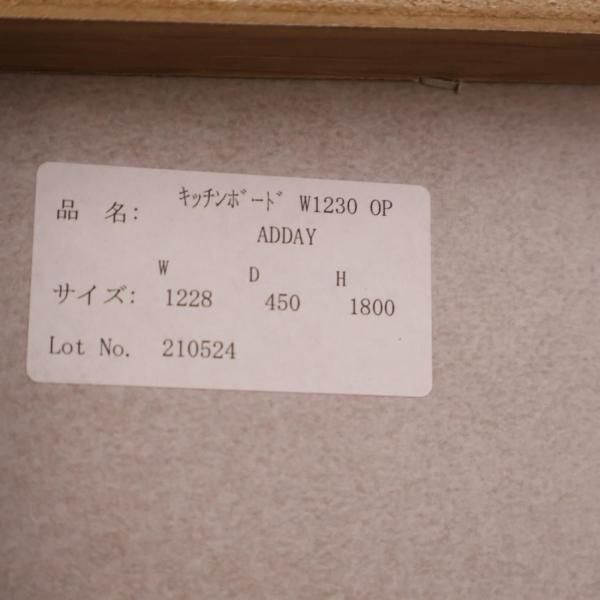 品 名: ｷｯﾁﾝﾎﾞｰﾄﾞ W1230 OP
ADDAY
W D H
サイズ: 1228 450 1800
Lot No. 210524